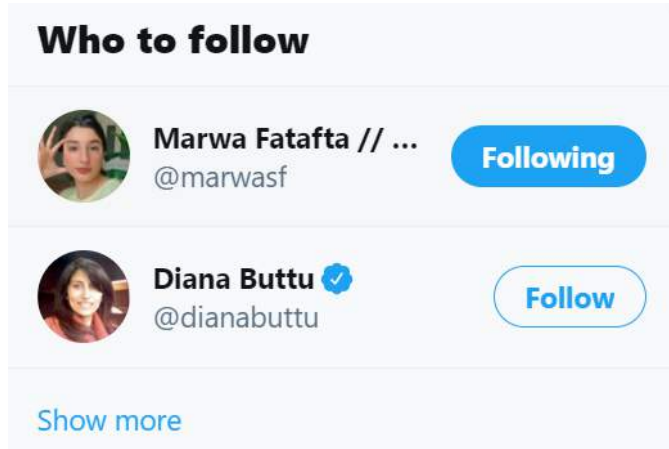 Who to follow
Marwa Fatafta // ...
@marwasf
Following
Diana Buttu
@dianabuttu
Follow
Show more